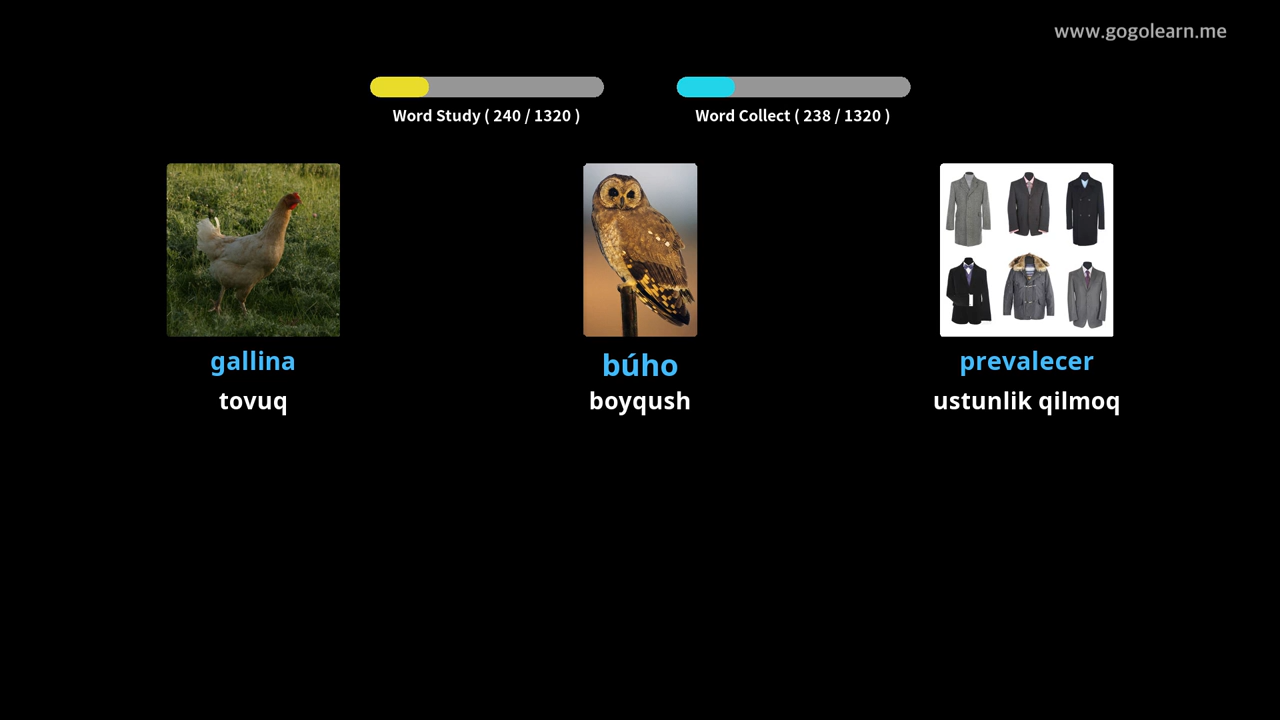 www.gogolearn.me
Word Study ( 240 / 1320 )
Word Collect ( 238 / 1320 )
gallina
tovuq
búho
boyqush
prevalecer
ustunlik qilmoq